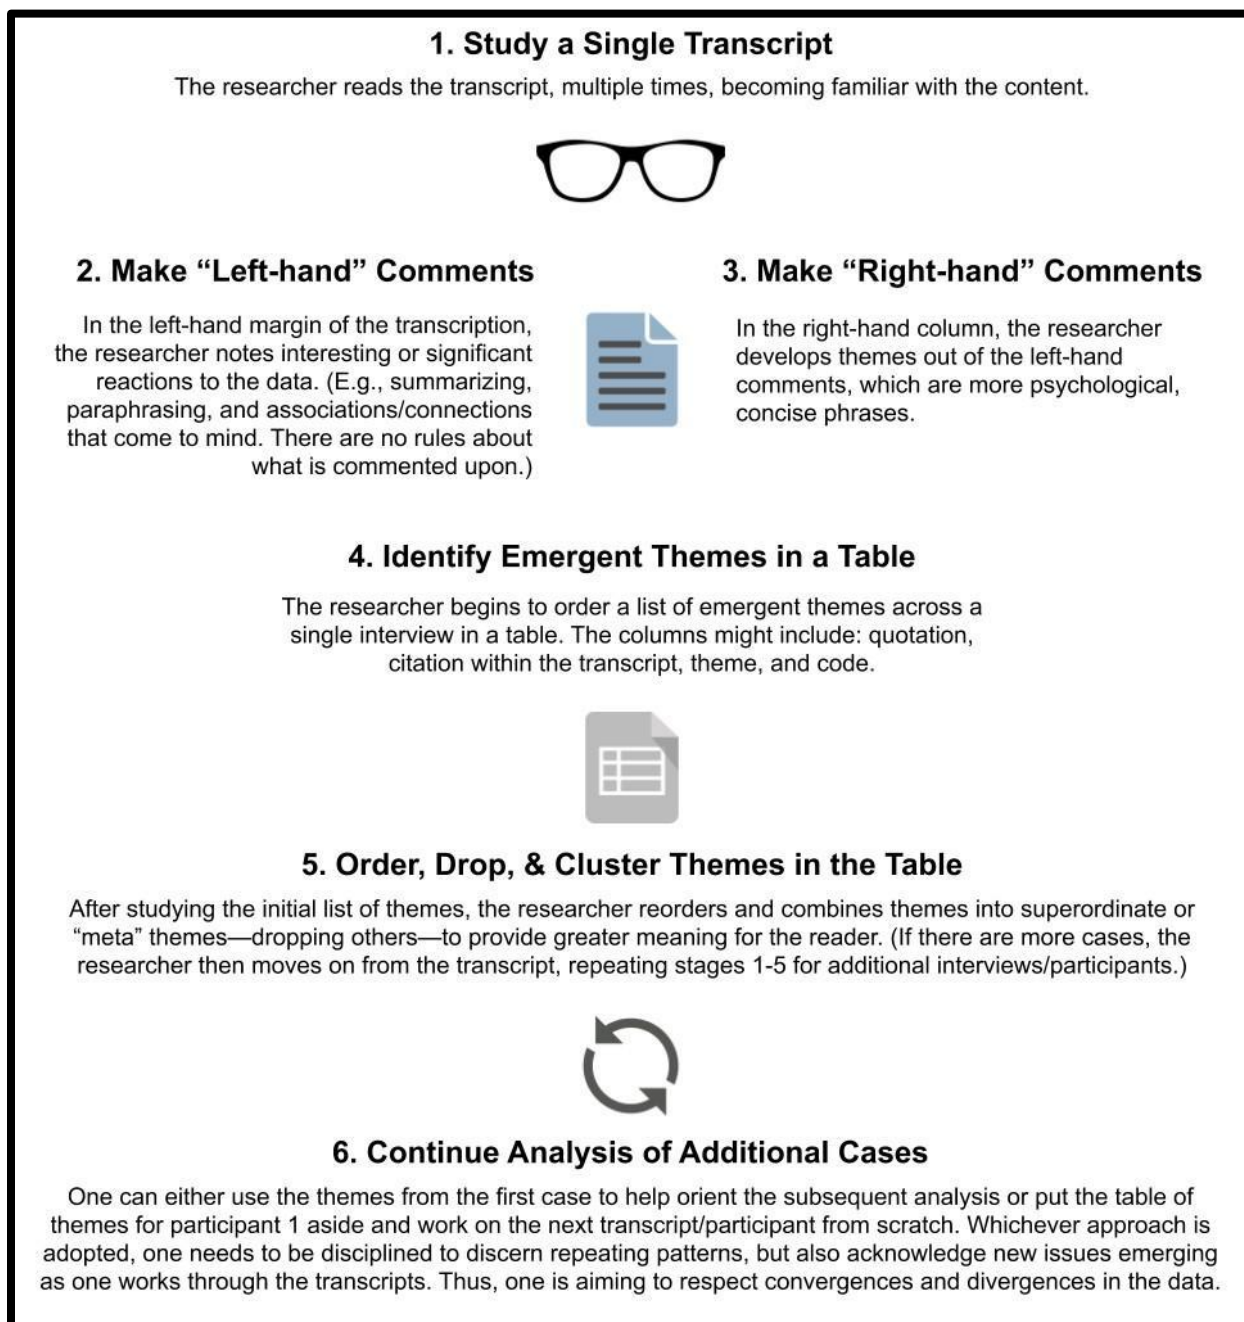 1. Study a Single Transcript
The researcher reads the transcript, multiple times, becoming familiar with the content.
2. Make “Left-hand” Comments
In the left-hand margin of the transcription,
the researcher notes interesting or significant
reactions to the data. (E.g., summarizing,
paraphrasing, and associations/connections
that come to mind. There are no rules about
what is commented upon.)
3. Make “Right-hand” Comments
In the right-hand column, the researcher
develops themes out of the left-hand
comments, which are more psychological,
concise phrases.
4. Identify Emergent Themes in a Table
The researcher begins to order a list of emergent themes across a
single interview in a table. The columns might include: quotation,
citation within the transcript, theme, and code.
5. Order, Drop, & Cluster Themes in the Table
After studying the initial list of themes, the researcher reorders and combines themes into superordinate or
“meta” themes—dropping others—to provide greater meaning for the reader. (If there are more cases, the
researcher then moves on from the transcript, repeating stages 1-5 for additional interviews/participants.)
6. Continue Analysis of Additional Cases
One can either use the themes from the first case to help orient the subsequent analysis or put the table of
themes for participant 1 aside and work on the next transcript/participant from scratch. Whichever approach is
adopted, one needs to be disciplined to discern repeating patterns, but also acknowledge new issues emerging
as one works through the transcripts. Thus, one is aiming to respect convergences and divergences in the data.